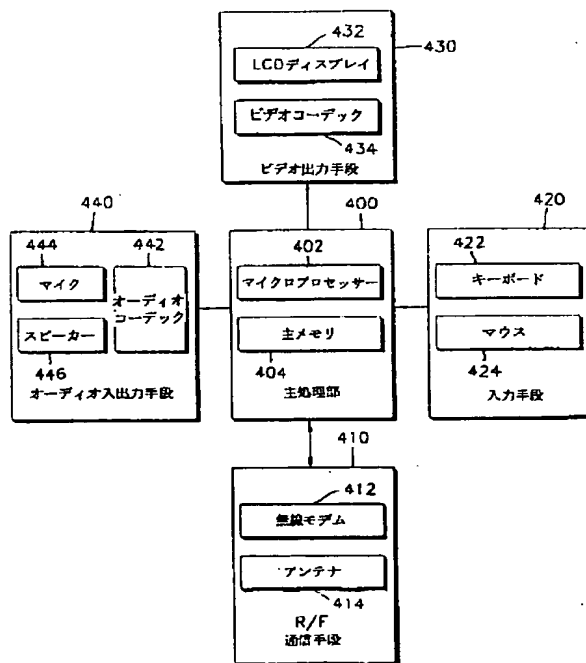 432
430
LCDディスプレイ
ビデオコーデック
434
ビデオ出力手段
440
444
442
マイク
オーディオ
コーデック
スピーカー
446
オーディオ入出力手段
400
402
マイクロプロセッサー
主メモリ
404
主処理部
420
422
キーボード
マウス
424
入力手段
410
412
無線モデム
アンテナ
414
R/F
通信手段